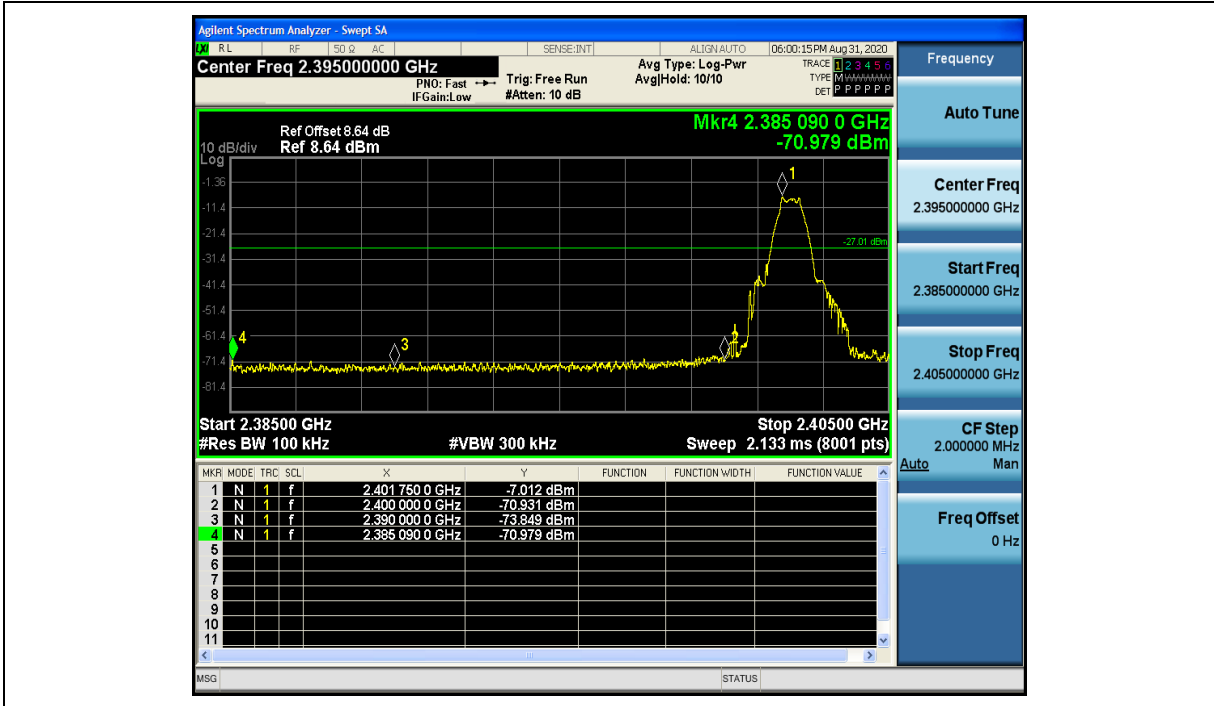 Agilent Spectrum Analyzer - Swept SA
LXI RL RF 50 Ω AC SENSE:INT ALIGN AUTO 06:00:15 PM Aug 31, 2020
Center Freq 2.395000000 GHz
PNO: Fast
IFGain:Low
Trig: Free Run
#Atten: 10 dB
Avg Type: Log-Pwr
Avg|Hold: 10/10
TRACE 1 2 3 4 5 6
TYPE M
DET P P P P P P
Mkr4 2.385 090 0 GHz
-70.979 dBm
Ref Offset 8.64 dB
10 dB/div Ref 8.64 dBm
Log
-1.36
-11.4
-21.4
-31.4
-41.4
-51.4
-61.4
-71.4
-81.4
-27.01 dBm
1
2
3
4
Start 2.38500 GHz Stop 2.40500 GHz
#Res BW 100 kHz #VBW 300 kHz Sweep 2.133 ms (8001 pts)
MKR MODE TRC SCL X Y FUNCTION FUNCTION WIDTH FUNCTION VALUE
1 N 1 f 2.401 750 0 GHz -7.012 dBm
2 N 1 f 2.400 000 0 GHz -70.931 dBm
3 N 1 f 2.390 000 0 GHz -73.849 dBm
4 N 1 f 2.385 090 0 GHz -70.979 dBm
5
6
7
8
9
10
11
MSG STATUS
Frequency
Auto Tune
Center Freq
2.395000000 GHz
Start Freq
2.385000000 GHz
Stop Freq
2.405000000 GHz
CF Step
2.000000 MHz
Auto Man
Freq Offset
0 Hz